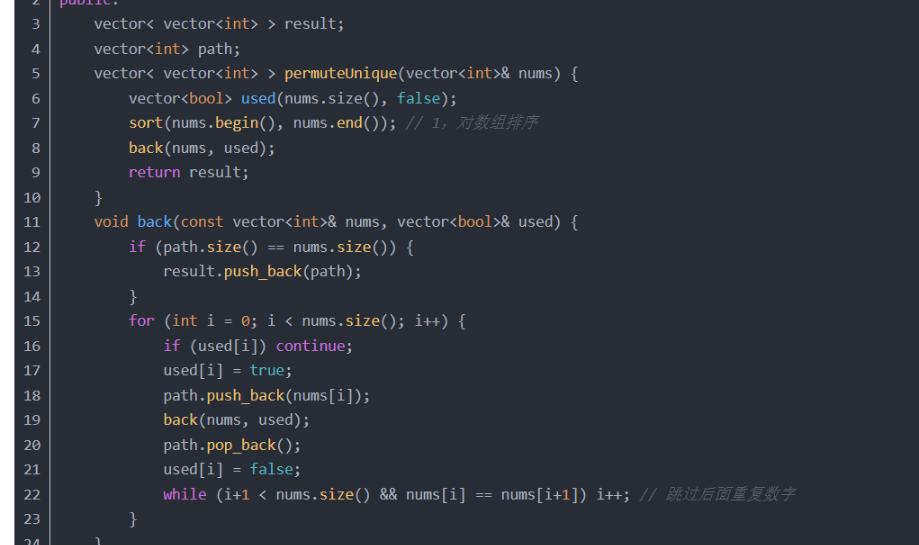 2 public:
3 vector< vector<int> > result;
4 vector<int> path;
5 vector< vector<int> > permuteUnique(vector<int>& nums) {
6 vector<bool> used(nums.size(), false);
7 sort(nums.begin(), nums.end()); // 1，对数组排序
8 back(nums, used);
9 return result;
10 }
11 void back(const vector<int>& nums, vector<bool>& used) {
12 if (path.size() == nums.size()) {
13 result.push_back(path);
14 }
15 for (int i = 0; i < nums.size(); i++) {
16 if (used[i]) continue;
17 used[i] = true;
18 path.push_back(nums[i]);
19 back(nums, used);
20 path.pop_back();
21 used[i] = false;
22 while (i+1 < nums.size() && nums[i] == nums[i+1]) i++; // 跳过后面重复数字
23 }
24 }